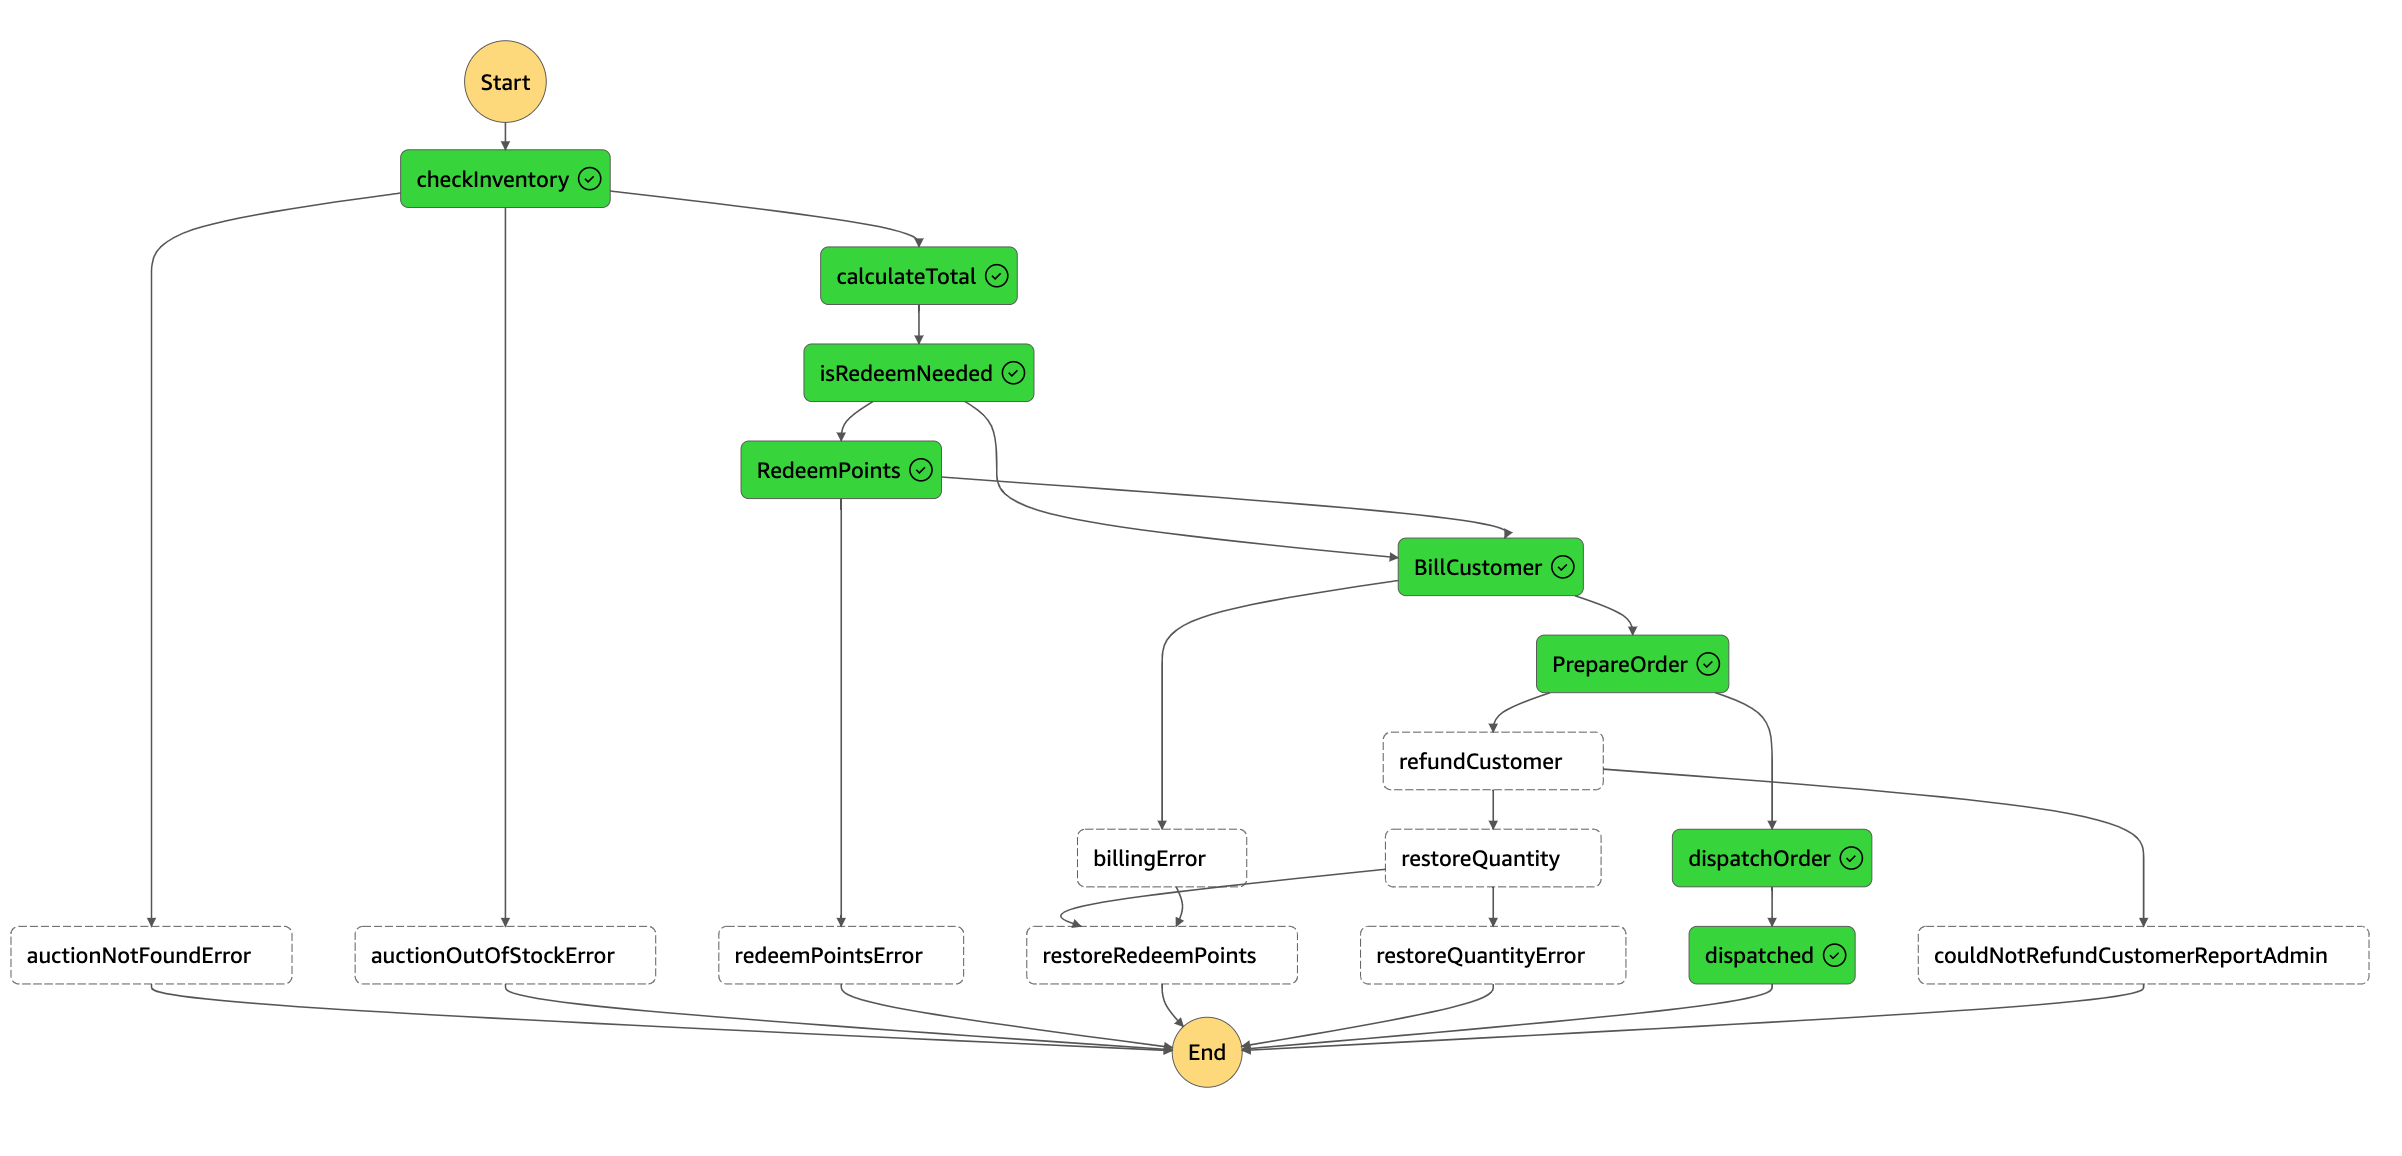 Start
checkInventory
calculateTotal
isRedeemNeeded
RedeemPoints
BillCustomer
PrepareOrder
refundCustomer
billingError
restoreQuantity
dispatchOrder
auctionNotFoundError
auctionOutOfStockError
redeemPointsError
restoreRedeemPoints
restoreQuantityError
dispatched
couldNotRefundCustomerReportAdmin
End